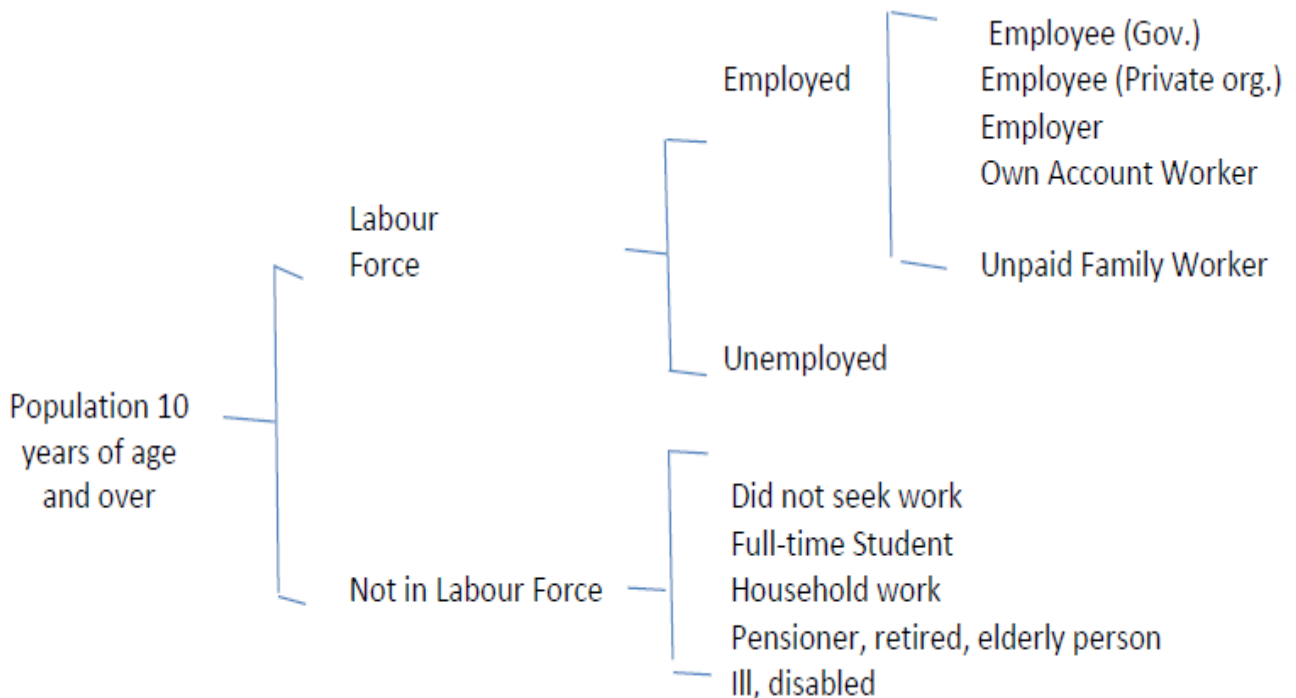 Population 10
years of age
and over
Labour
Force
Not in Labour Force
Employed
Unemployed
Employee (Gov.)
Employee (Private org.)
Employer
Own Account Worker
Unpaid Family Worker
Did not seek work
Full-time Student
Household work
Pensioner, retired, elderly person
Ill, disabled